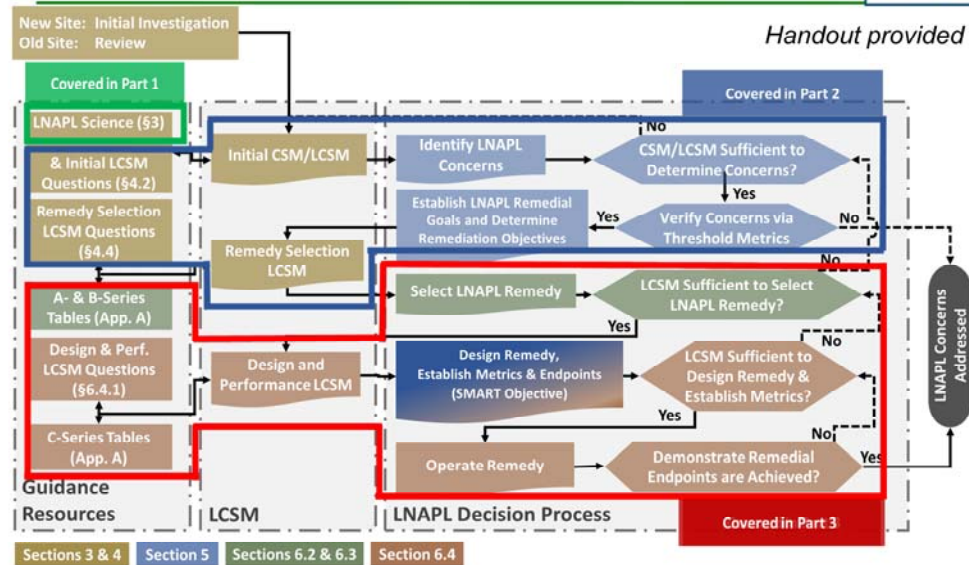 New Site: Initial Investigation
Old Site: Review
Handout provided
Covered in Part 1
Covered in Part 2
LNAPL Science (§3)
& Initial LCSM
Questions (§4.2)
Remedy Selection
LCSM Questions
(§4.4)
A- & B-Series
Tables (App. A)
Design & Perf.
LCSM Questions
(§6.4.1)
C-Series Tables
(App. A)
Guidance
Resources
Initial CSM/LCSM
Remedy Selection
LCSM
Design and
Performance LCSM
LCSM
Identify LNAPL
Concerns
No
CSM/LCSM Sufficient to
Determine Concerns?
Yes
Establish LNAPL Remedial
Goals and Determine
Remediation Objectives
Yes
Verify Concerns via
Threshold Metrics
No
No
Select LNAPL Remedy
LCSM Sufficient to Select
LNAPL Remedy?
Yes
No
Design Remedy,
Establish Metrics & Endpoints
(SMART Objective)
LCSM Sufficient to
Design Remedy &
Establish Metrics?
Yes
No
Operate Remedy
Demonstrate Remedial
Endpoints are Achieved?
Yes
LNAPL Concerns
Addressed
LNAPL Decision Process
Covered in Part 3
Sections 3 & 4
Section 5
Sections 6.2 & 6.3
Section 6.4